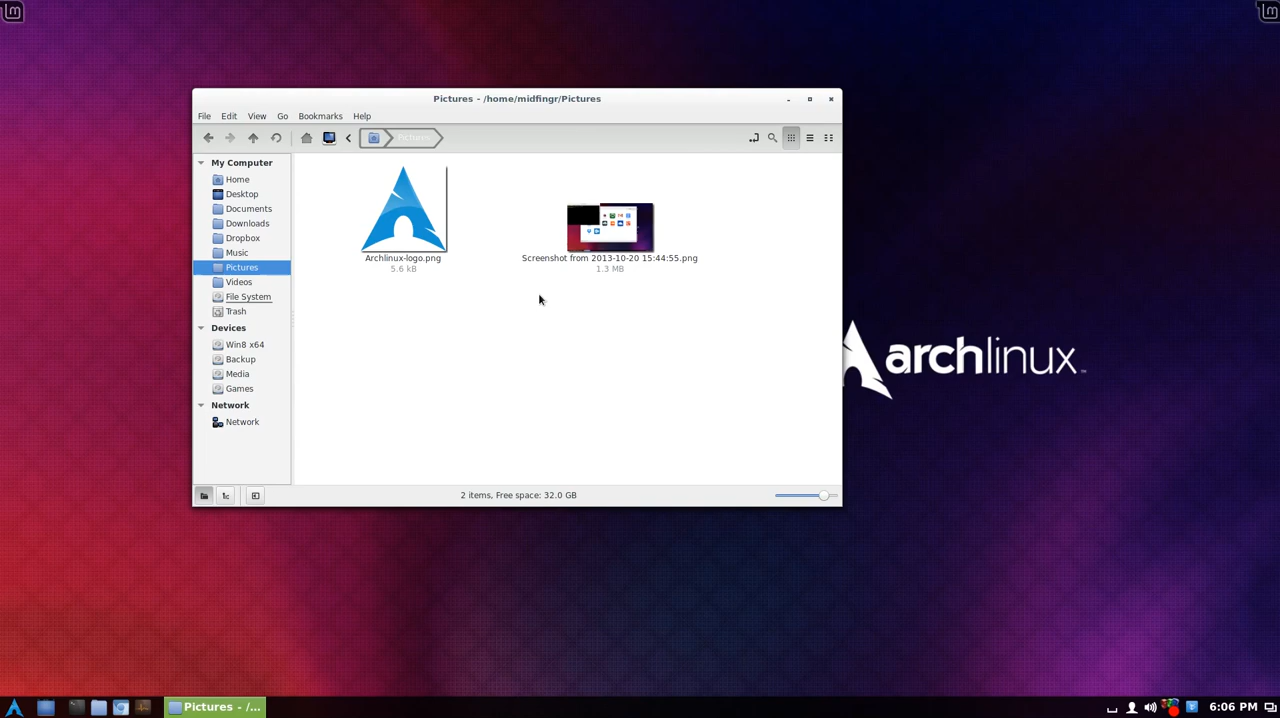 Pictures - /home/midfingr/Pictures
File Edit View Go Bookmarks Help
Pictures
My Computer
Home
Desktop
Documents
Downloads
Dropbox
Music
Pictures
Videos
File System
Trash
Devices
Win8 x64
Backup
Media
Games
Network
Network
Archlinux-logo.png
5.6 kB
Screenshot from 2013-10-20 15:44:55.png
1.3 MB
2 items, Free space: 32.0 GB
archlinux™
Pictures - /...
6:06 PM